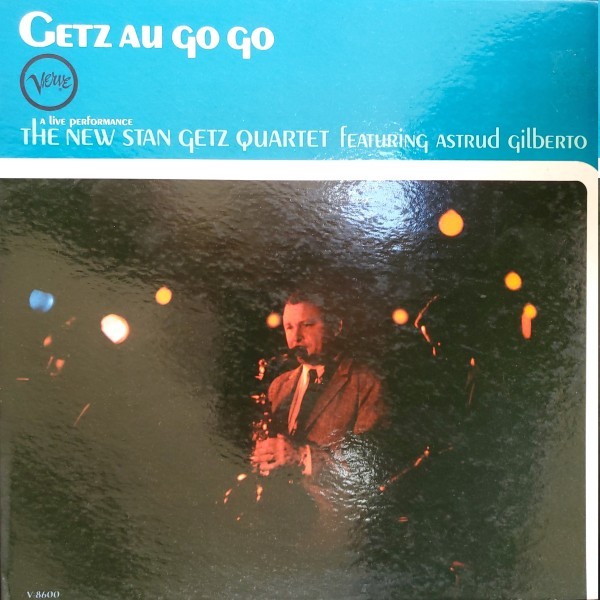 GETZ AU GO GO
VERVE
A LIVE PERFORMANCE
THE NEW STAN GETZ QUARTET FEATURING ASTRUD GILBERTO
V-8600